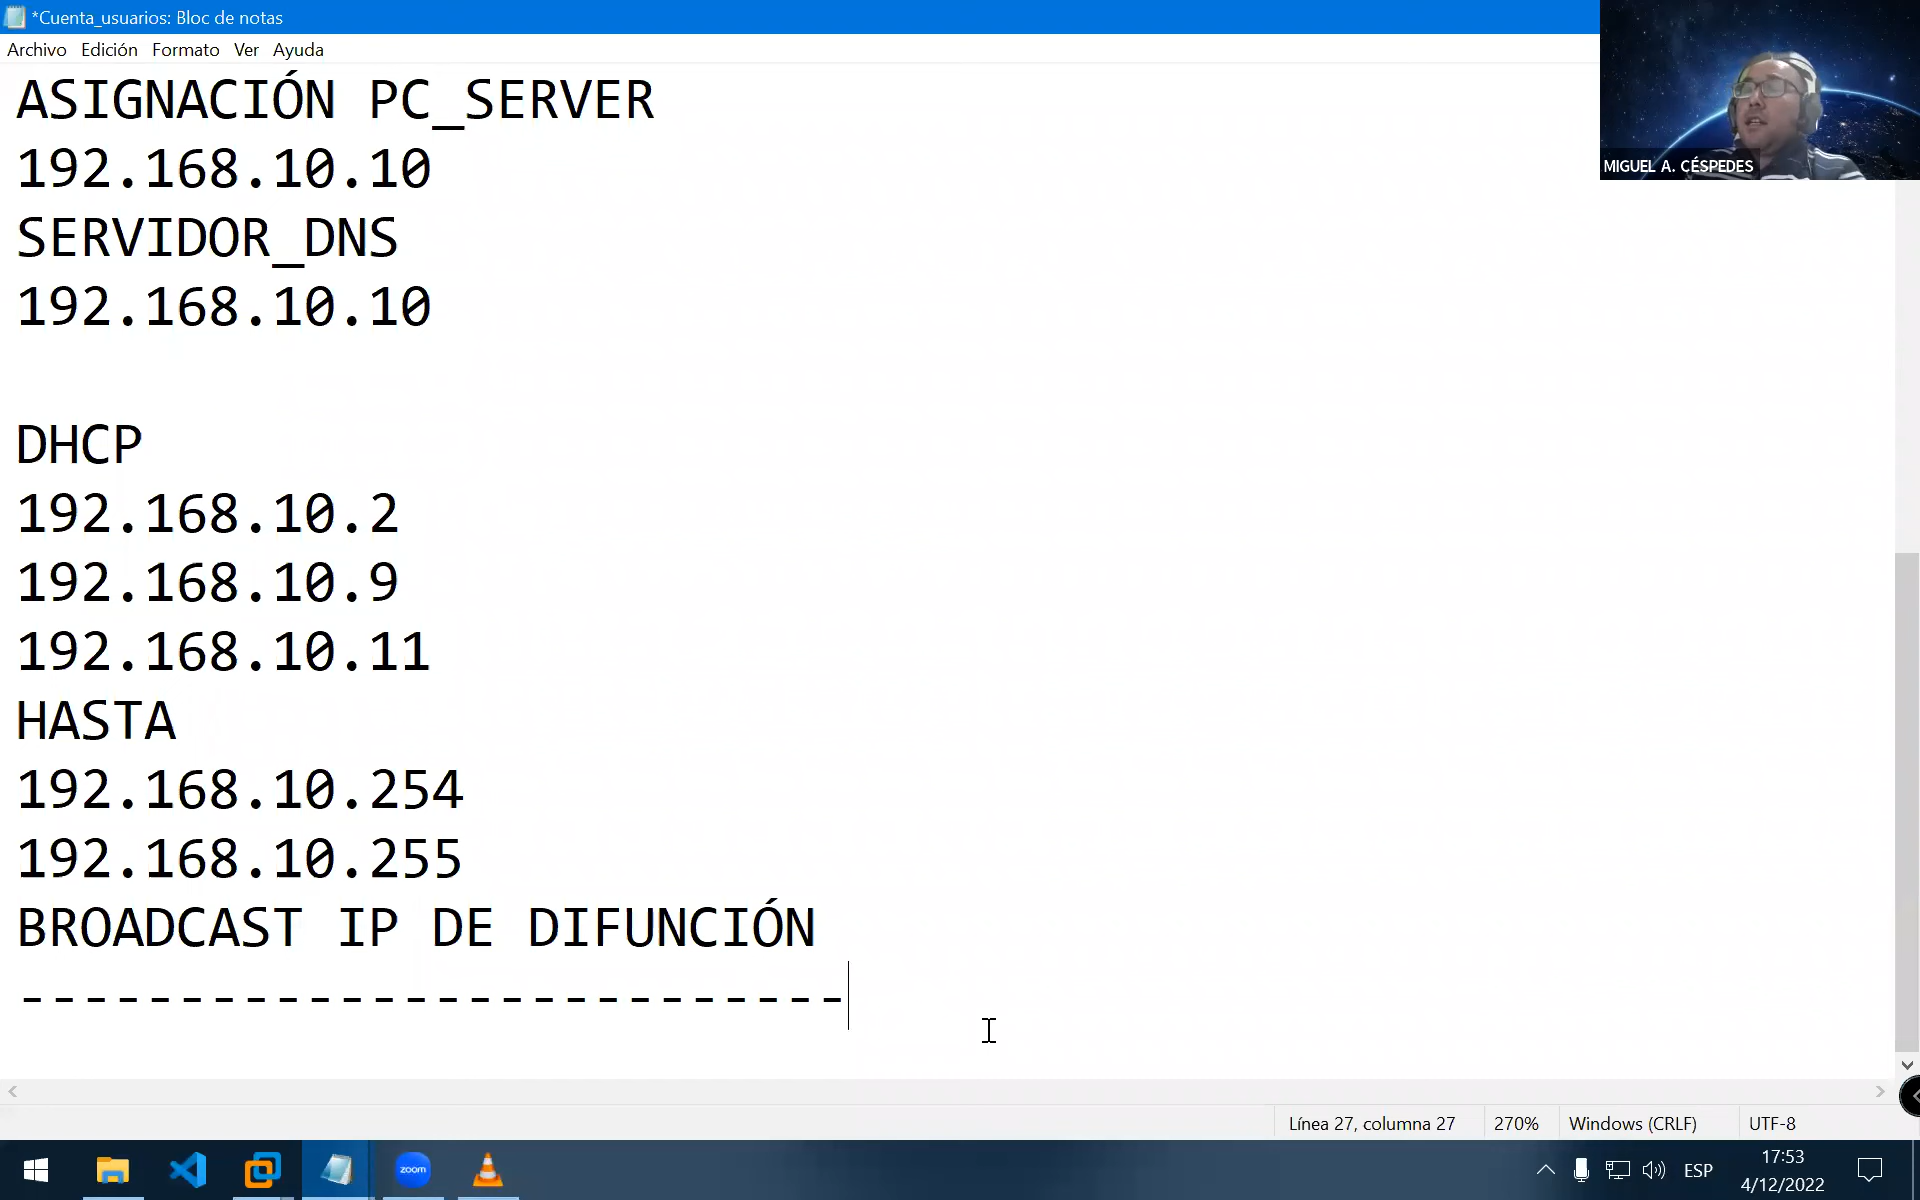 *Cuenta_usuarios: Bloc de notas
Archivo Edición Formato Ver Ayuda
ASIGNACIÓN PC_SERVER
192.168.10.10
SERVIDOR_DNS
192.168.10.10
DHCP
192.168.10.2
192.168.10.9
192.168.10.11
HASTA
192.168.10.254
192.168.10.255
BROADCAST IP DE DIFUNCIÓN
--------------------------
MIGUEL A. CÉSPEDES
Línea 27, columna 27 270% Windows (CRLF) UTF-8
zoom
ESP
17:53
4/12/2022